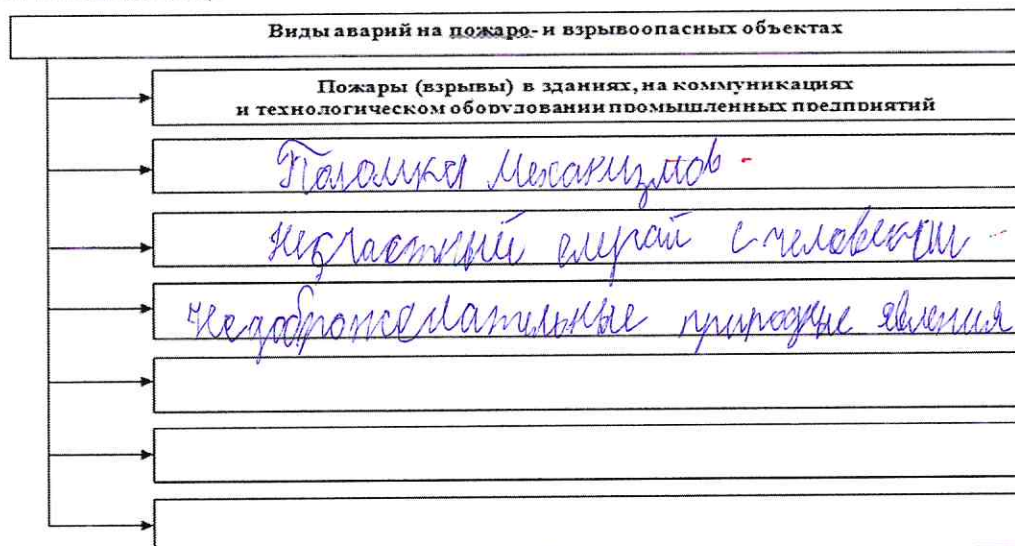 Виды аварий на пожаро- и взрывоопасных объектах
Пожары (взрывы) в зданиях, на коммуникациях
и технологическом оборудовании промышленных предприятий
Поломка механизмов -
Несчастный случай с человеком -
Недоброжелательные природные явления